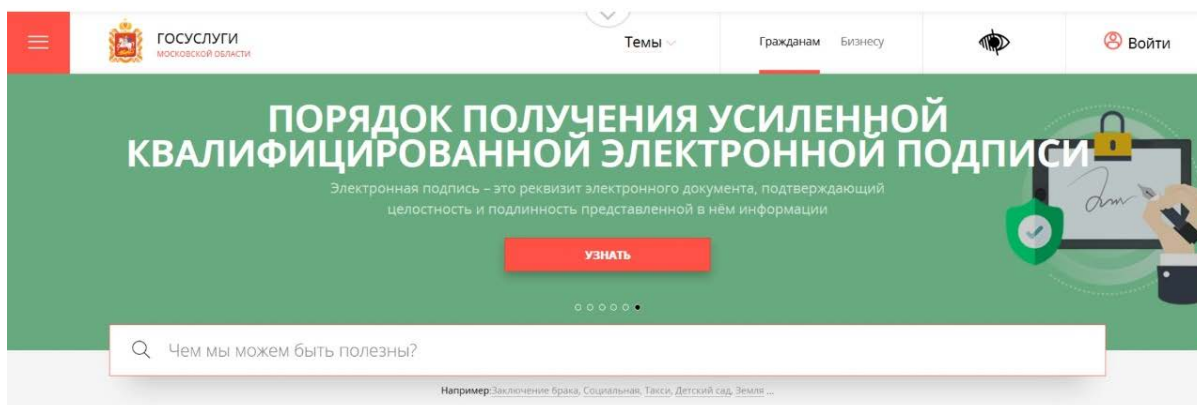 ГОСУСЛУГИ
МОСКОВСКОЙ ОБЛАСТИ
Темы
Гражданам Бизнесу
Войти
ПОРЯДОК ПОЛУЧЕНИЯ УСИЛЕННОЙ
КВАЛИФИЦИРОВАННОЙ ЭЛЕКТРОННОЙ ПОДПИСИ
Электронная подпись – это реквизит электронного документа, подтверждающий
целостность и подлинность представленной в нём информации
УЗНАТЬ
Чем мы можем быть полезны?
Например:Заключение брака, Социальная, Такси, Детский сад, Земля ...